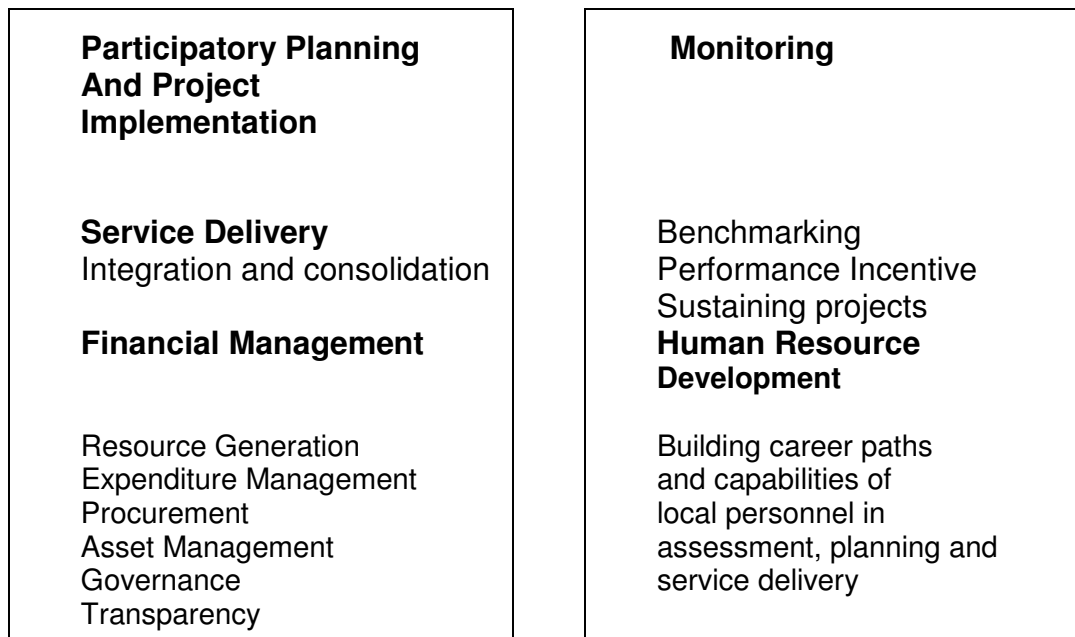 Participatory Planning
And Project
Implementation
Service Delivery
Integration and consolidation
Financial Management
Resource Generation
Expenditure Management
Procurement
Asset Management
Governance
Transparency
Monitoring
Benchmarking
Performance Incentive
Sustaining projects
Human Resource
Development
Building career paths
and capabilities of
local personnel in
assessment, planning and
service delivery